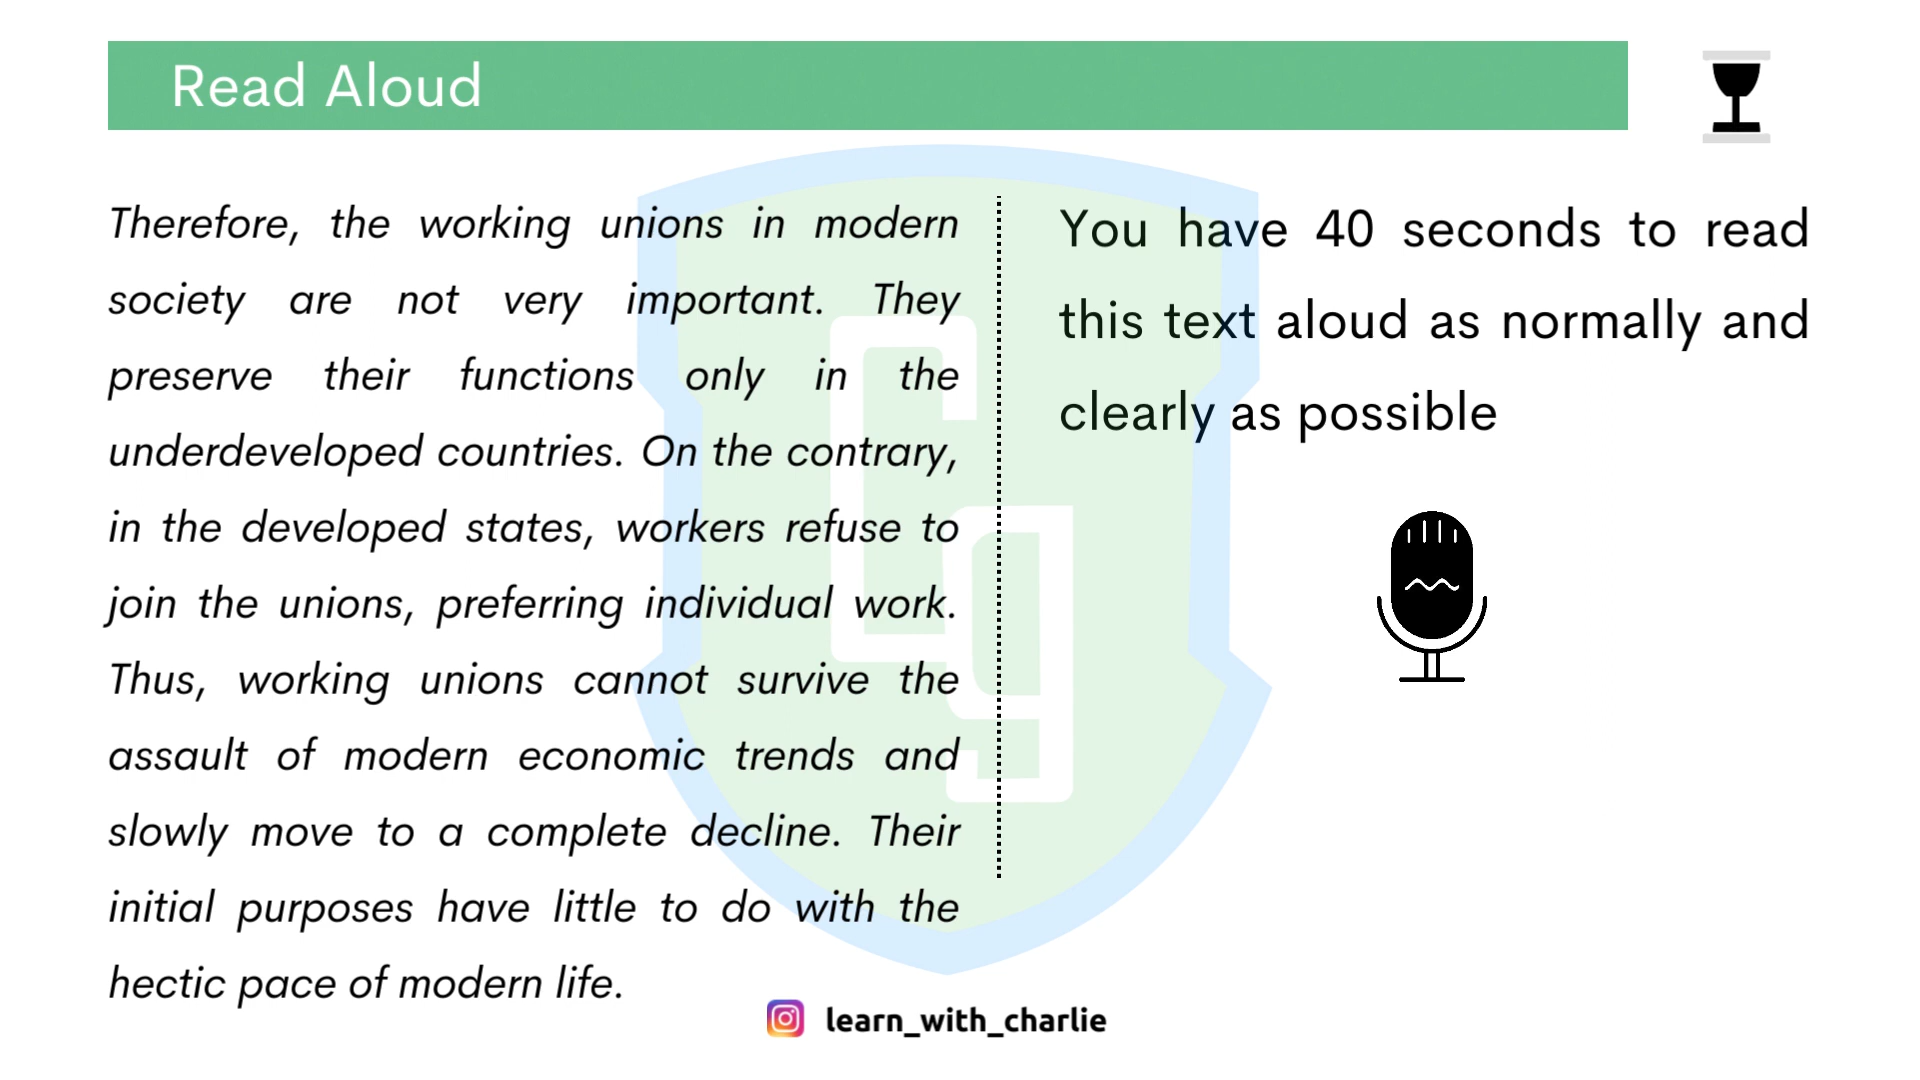 Read Aloud
Therefore, the working unions in modern
society are not very important. They
preserve their functions only in the
underdeveloped countries. On the contrary,
in the developed states, workers refuse to
join the unions, preferring individual work.
Thus, working unions cannot survive the
assault of modern economic trends and
slowly move to a complete decline. Their
initial purposes have little to do with the
hectic pace of modern life.
You have 40 seconds to read
this text aloud as normally and
clearly as possible
Cg
learn_with_charlie